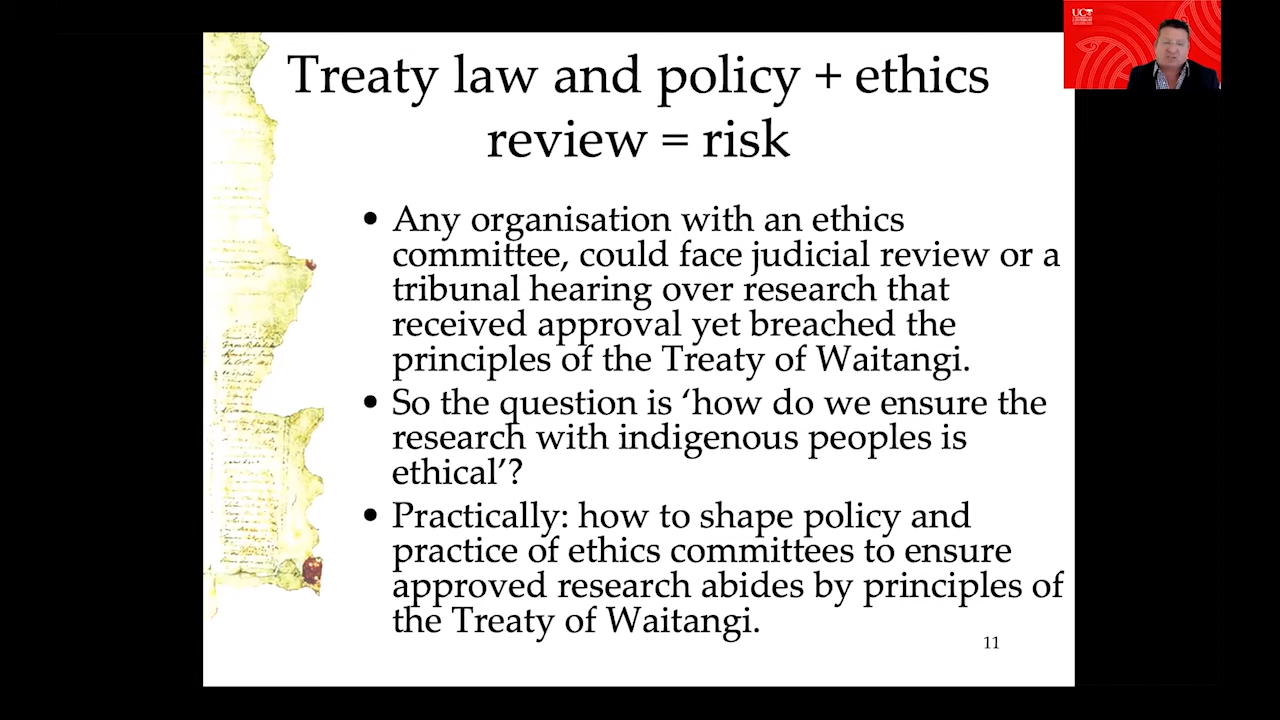 Treaty law and policy + ethics
review = risk
• Any organisation with an ethics
committee, could face judicial review or a
tribunal hearing over research that
received approval yet breached the
principles of the Treaty of Waitangi.
• So the question is ‘how do we ensure the
research with indigenous peoples is
ethical’?
• Practically: how to shape policy and
practice of ethics committees to ensure
approved research abides by principles of
the Treaty of Waitangi.
11
UC